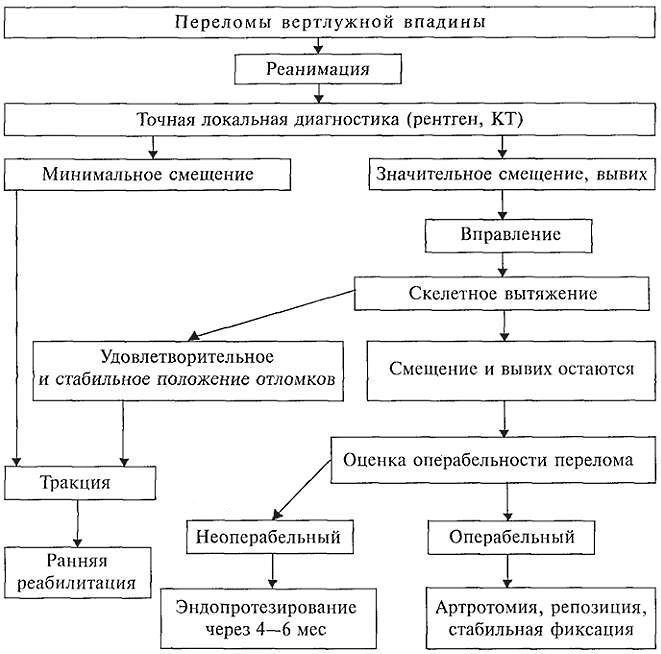 Переломы вертлужной впадины
Реанимация
Точная локальная диагностика (рентген, КТ)
Минимальное смещение
Значительное смещение, вывих
Вправление
Скелетное вытяжение
Удовлетворительное
и стабильное положение отломков
Смещение и вывих остаются
Оценка операбельности перелома
Тракция
Неоперабельный
Операбельный
Ранняя
реабилитация
Эндопротезирование
через 4—6 мес
Артротомия, репозиция,
стабильная фиксация